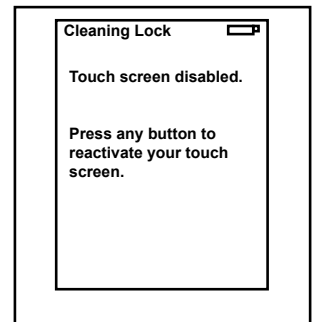 Cleaning Lock
Touch screen disabled.
Press any button to
reactivate your touch
screen.